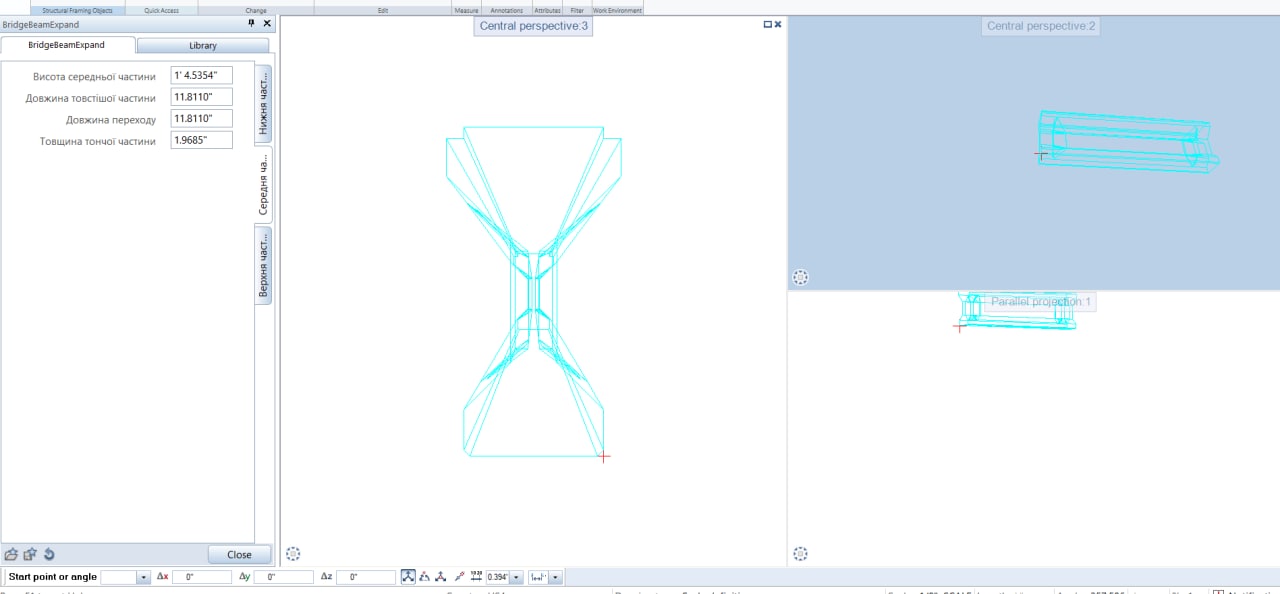 Structural Framing Objects Quick Access Change Edit Measure Annotations Attributes Filter Work Environment
BridgeBeamExpand
BridgeBeamExpand Library
Висота середньої частини 1' 4.5354"
Довжина товстішої частини 11.8110"
Довжина переходу 11.8110"
Товщина тончої частини 1.9685"
Нижня част...
Середня ча...
Верхня част...
Central perspective:3
Central perspective:2
Parallel projection:1
Close
Start point or angle Δx 0" Δy 0" Δz 0" 0.394"